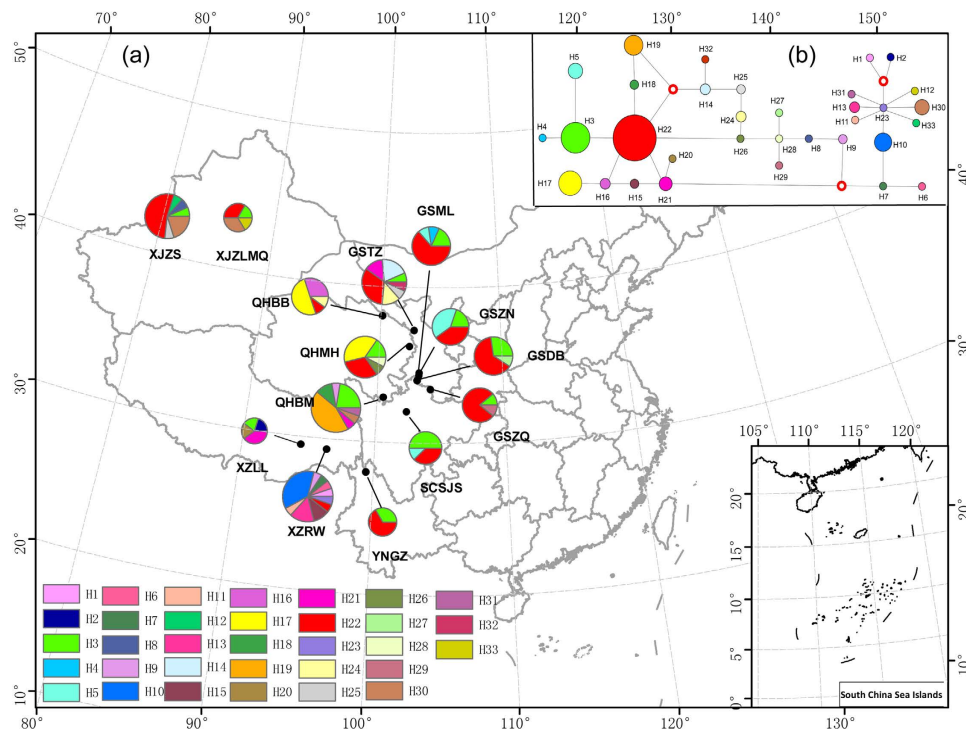 70° 80° 90° 100° 110° 120° 130° 140° 150°
50°
40°
30°
20°
10°
40°
30°
20°
10°
80° 90° 100° 110° 120° 130°
(a)
XJZS
XJZLMQ
GSML
GSTZ
QHBB
GSZN
GSDB
QHMH
QHBM
GSZQ
XZLL
SCSJS
XZRW
YNGZ
(b)
H19
H32
H5
H18
H25
H14
H1
H2
H31
H12
H13
H30
H11
H23
H33
H4
H3
H22
H24
H26
H27
H28
H8
H9
H10
H20
H29
H17
H16
H15
H21
H7
H6
H1 H6 H11 H16 H21 H26 H31
H2 H7 H12 H17 H22 H27 H32
H3 H8 H13 H18 H23 H28 H33
H4 H9 H14 H19 H24 H29
H5 H10 H15 H20 H25 H30
105° 110° 115° 120°
20°
15°
10°
5°
0°
South China Sea Islands